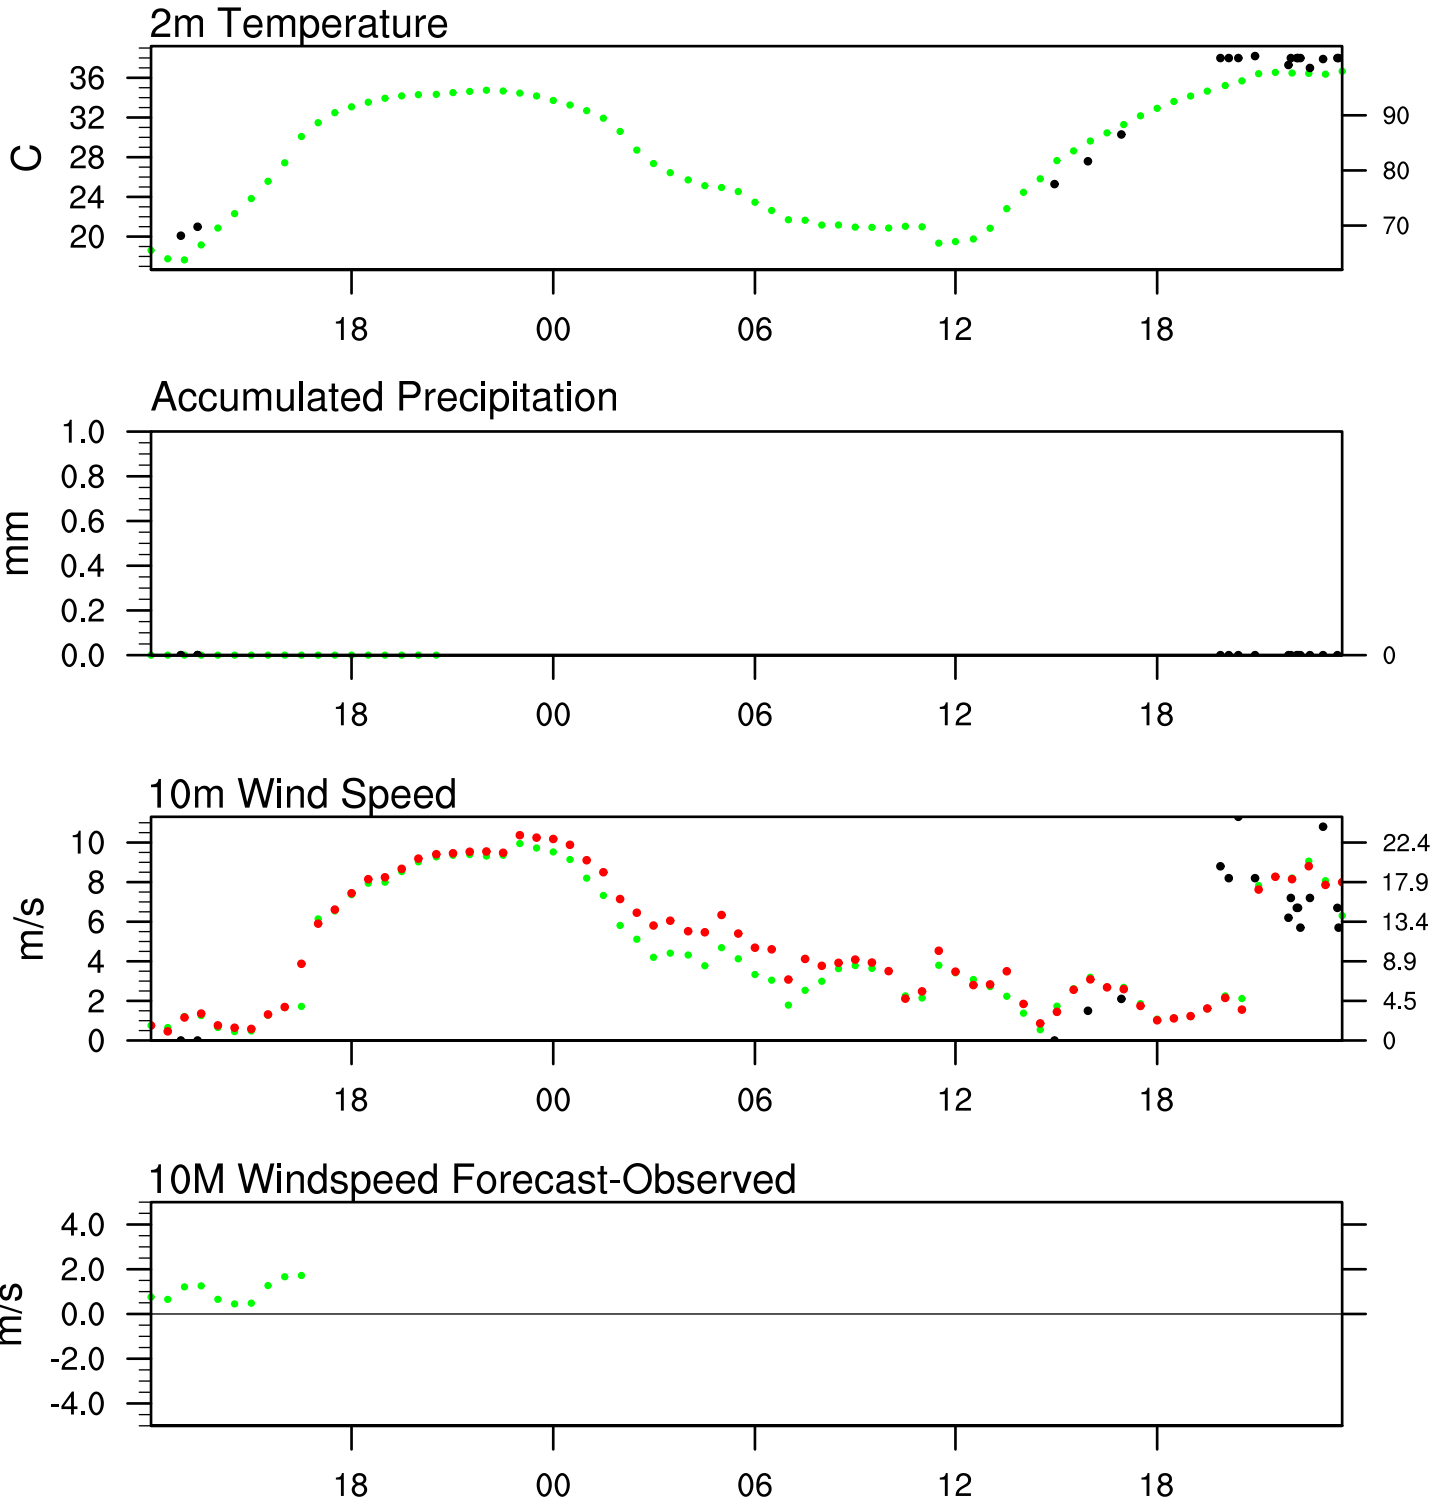 2m Temperature
36
32
28
24
20
C
90
80
70
18 00 06 12 18
Accumulated Precipitation
1.0
0.8
0.6
0.4
0.2
0.0
mm
0
18 00 06 12 18
10m Wind Speed
10
8
6
4
2
0
m/s
22.4
17.9
13.4
8.9
4.5
0
18 00 06 12 18
10M Windspeed Forecast-Observed
4.0
2.0
0.0
-2.0
-4.0
m/s
18 00 06 12 18